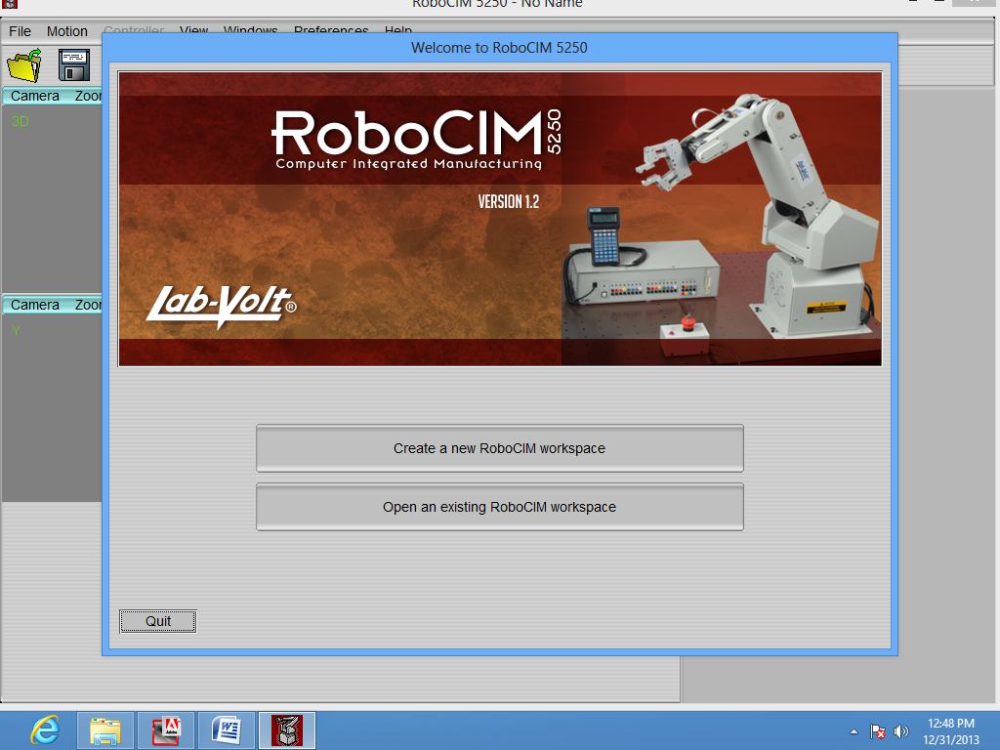 RoboCIM 5250 - No Name
File Motion Controller View Windows Preferences Help
Welcome to RoboCIM 5250
Camera Zoo
3D
RoboCIM 5250
Computer Integrated Manufacturing
VERSION 1.2
Lab-Volt®
Camera Zoo
Y
Create a new RoboCIM workspace
Open an existing RoboCIM workspace
Quit
Adobe
12:48 PM
12/31/2013